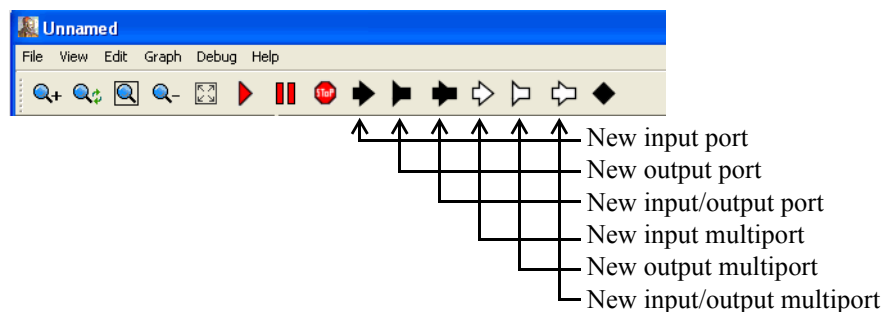 Unnamed
File View Edit Graph Debug Help
STOP
New input port
New output port
New input/output port
New input multiport
New output multiport
New input/output multiport